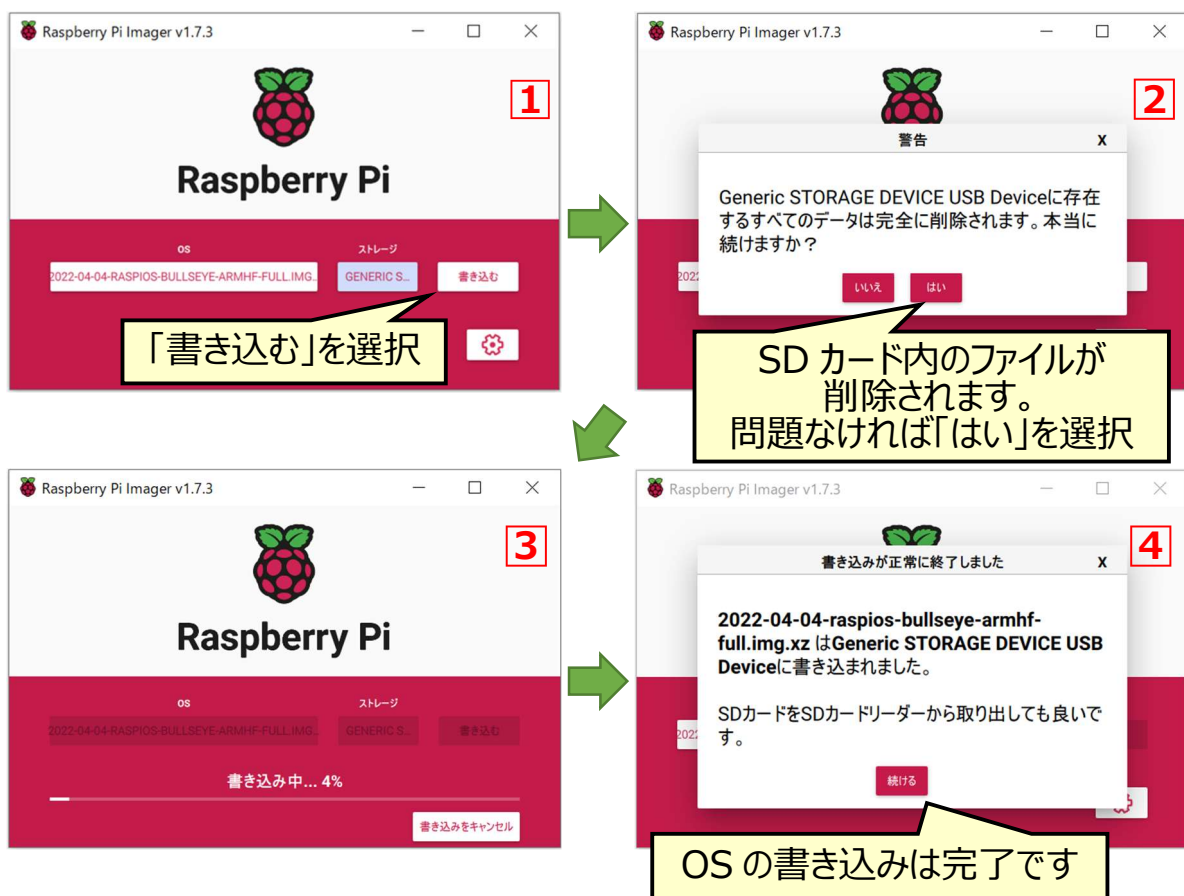 Raspberry Pi Imager v1.7.3
1
Raspberry Pi
OS
ストレージ
2022-04-04-RASPIOS-BULLSEYE-ARMHF-FULL.IMG..
GENERIC S...
書き込む
「書き込む」を選択
Raspberry Pi Imager v1.7.3
2
警告
X
Generic STORAGE DEVICE USB Deviceに存在
するすべてのデータは完全に削除されます。本当に
続けますか？
2022
いいえ
はい
SD カード内のファイルが
削除されます。
問題なければ「はい」を選択
Raspberry Pi Imager v1.7.3
3
Raspberry Pi
OS
ストレージ
2022-04-04-RASPIOS-BULLSEYE-ARMHF-FULL.IMG..
GENERIC S...
書き込む
書き込み中... 4%
書き込みをキャンセル
Raspberry Pi Imager v1.7.3
4
書き込みが正常に終了しました
X
2022-04-04-raspios-bullseye-armhf-
full.img.xz はGeneric STORAGE DEVICE USB
Deviceに書き込まれました。
SDカードをSDカードリーダーから取り出しても良いで
す。
2022
続ける
OS の書き込みは完了です